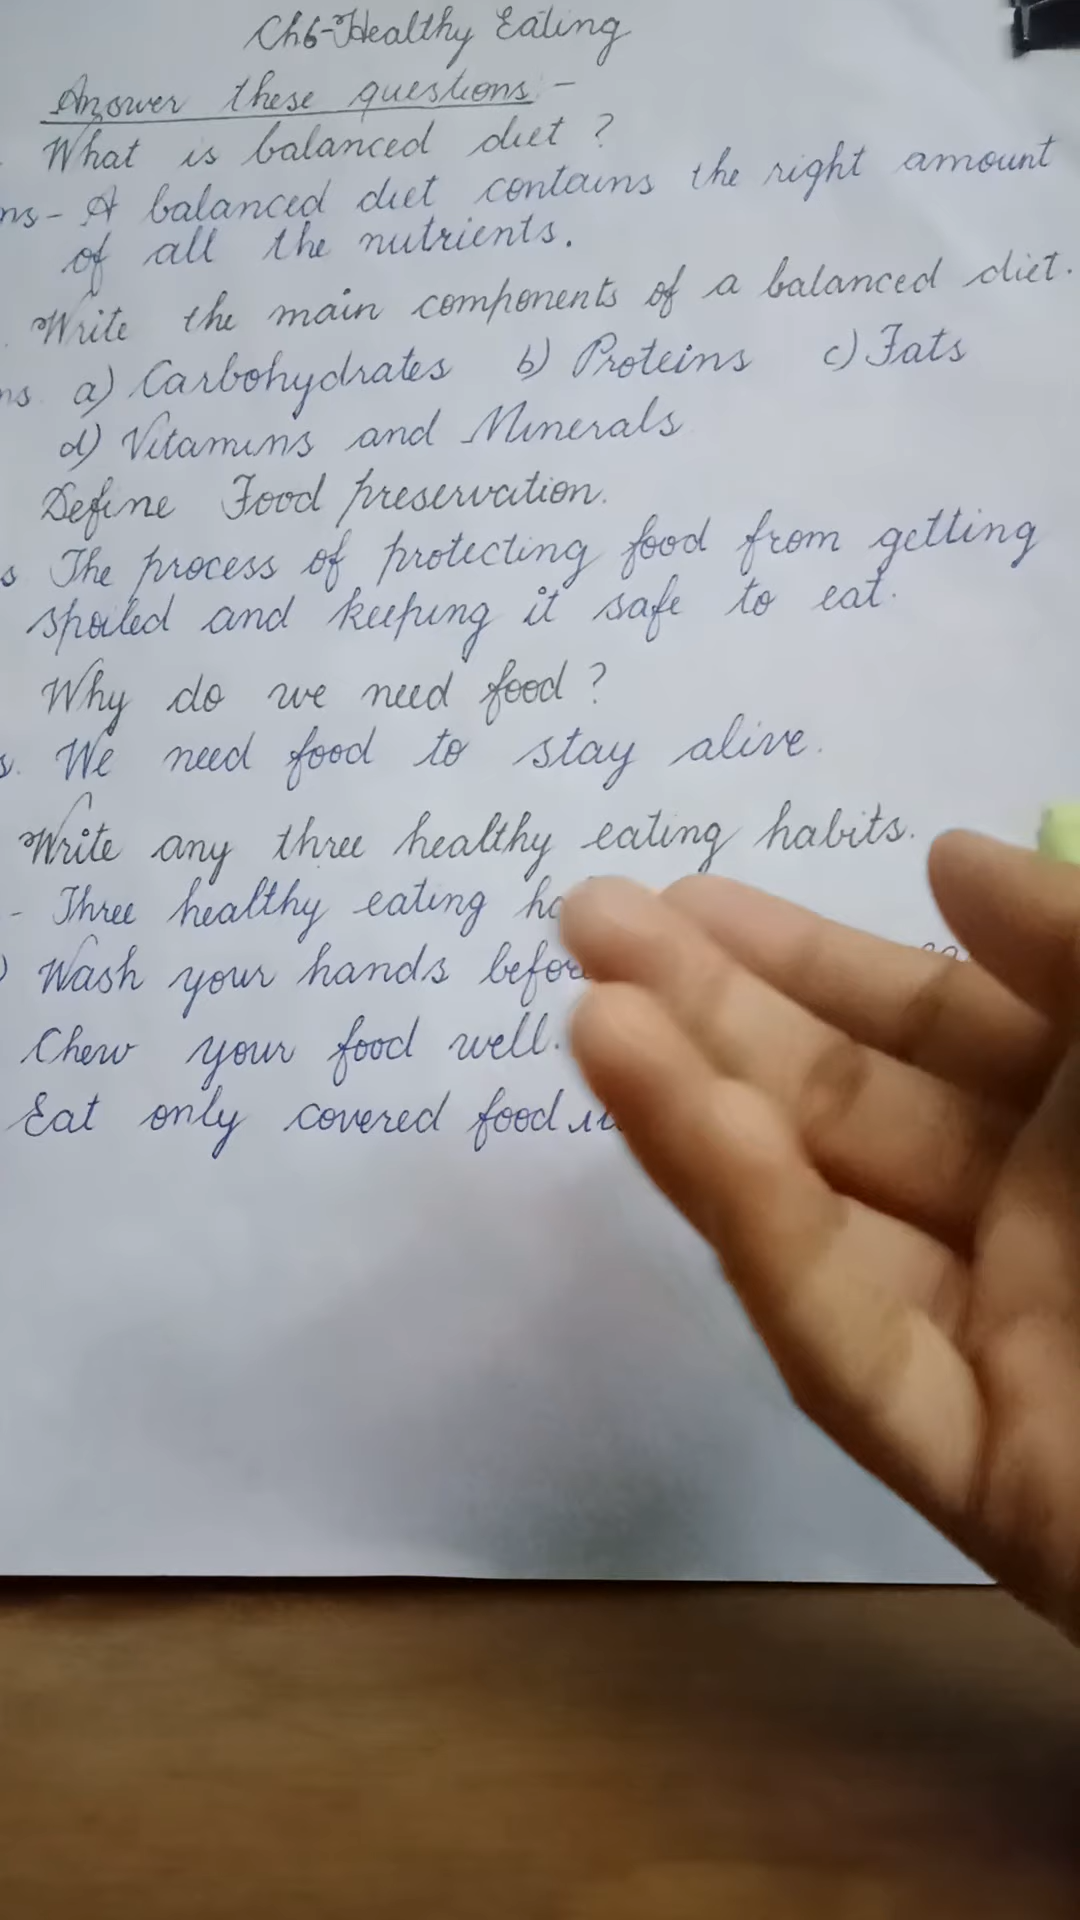 Ch6-Healthy Eating
Answer these questions:-
What is balanced diet ?
ns- A balanced diet contains the right amount
of all the nutrients.
Write the main components of a balanced diet.
ns. a) Carbohydrates b) Proteins c) Fats
d) Vitamins and Minerals
Define Food preservation.
s The process of protecting food from getting
spoiled and keeping it safe to eat.
Why do we need food ?
s. We need food to stay alive.
Write any three healthy eating habits.
- Three healthy eating
) Wash your hands
Chew your food well.
Eat only covered food